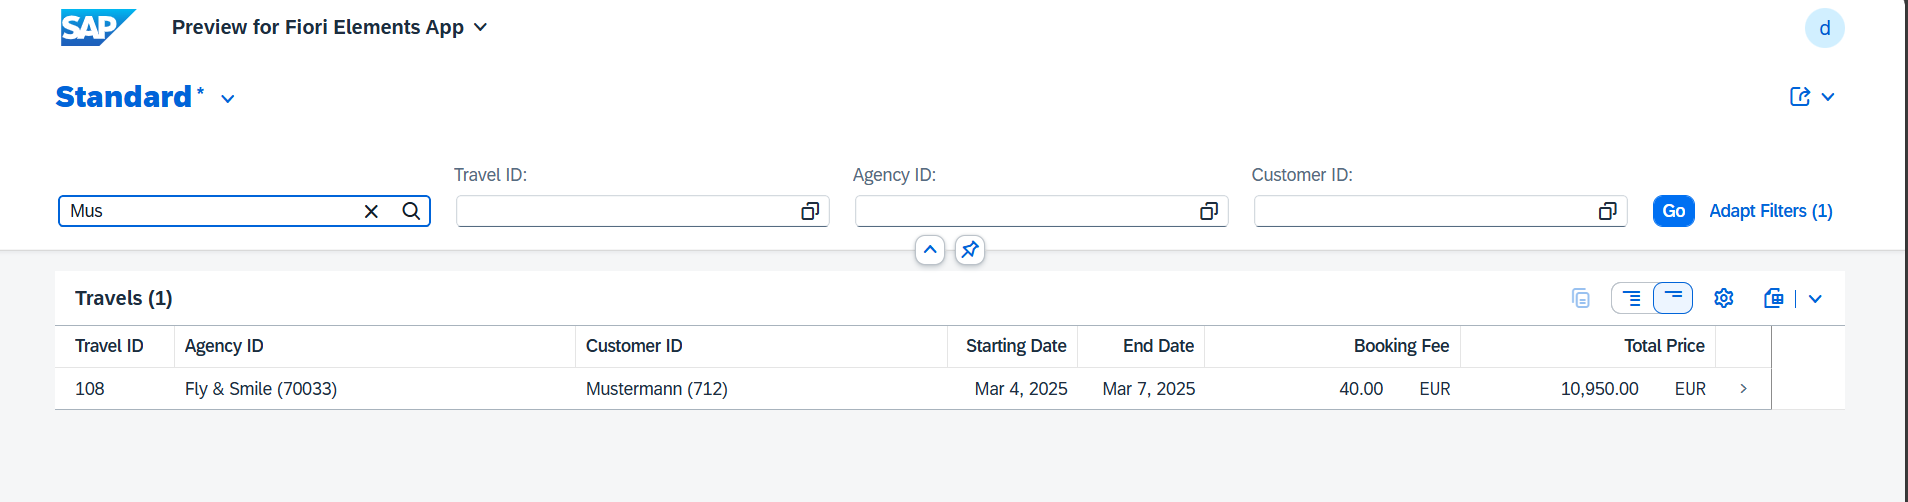 SAP Preview for Fiori Elements App d
Standard *
Travel ID: Agency ID: Customer ID:
Mus Go Adapt Filters (1)
Travels (1)
Travel ID Agency ID Customer ID Starting Date End Date Booking Fee Total Price
108 Fly & Smile (70033) Mustermann (712) Mar 4, 2025 Mar 7, 2025 40.00 EUR 10,950.00 EUR